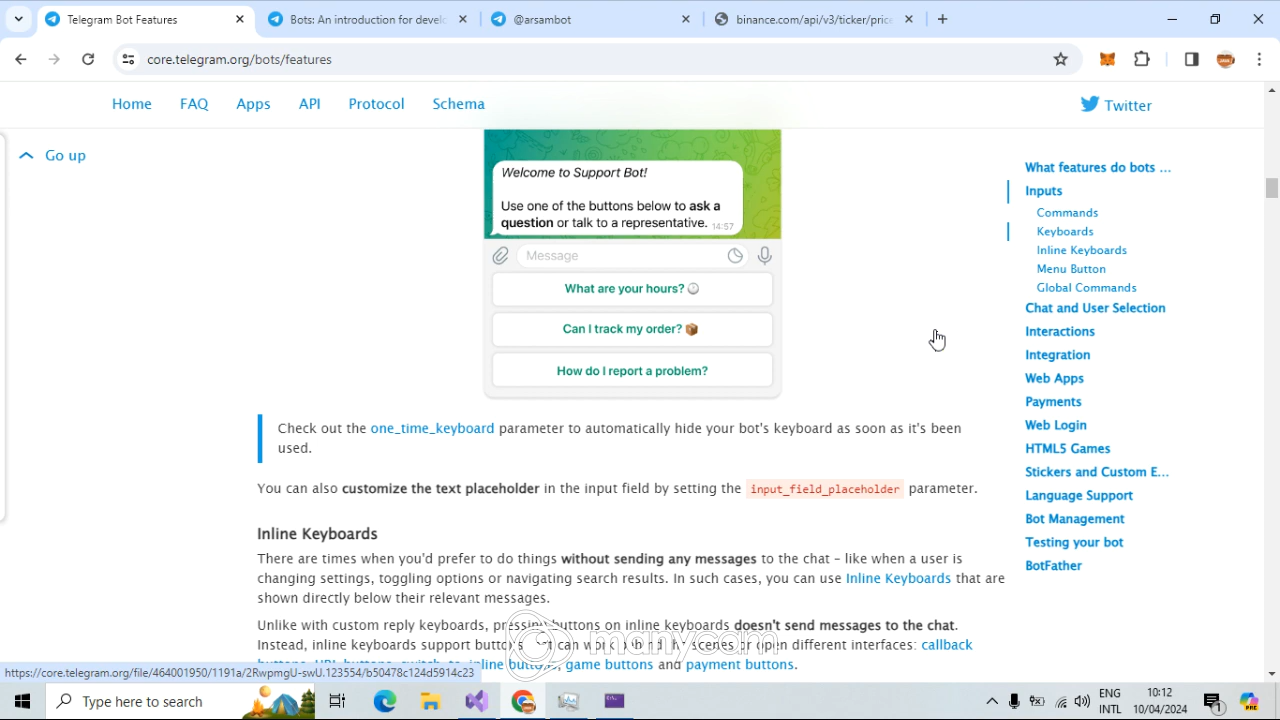 Telegram Bot Features
Bots: An introduction for develo
@arsambot
binance.com/api/v3/ticker/price
core.telegram.org/bots/features
Home
FAQ
Apps
API
Protocol
Schema
Twitter
Go up
Welcome to Support Bot!
Use one of the buttons below to ask a
question or talk to a representative. 14:57
Message
What are your hours?
Can I track my order?
How do I report a problem?
What features do bots ...
Inputs
Commands
Keyboards
Inline Keyboards
Menu Button
Global Commands
Chat and User Selection
Interactions
Integration
Web Apps
Payments
Web Login
HTML5 Games
Stickers and Custom E...
Language Support
Bot Management
Testing your bot
BotFather
Check out the one_time_keyboard parameter to automatically hide your bot's keyboard as soon as it's been
used.
You can also customize the text placeholder in the input field by setting the input_field_placeholder parameter.
Inline Keyboards
There are times when you'd prefer to do things without sending any messages to the chat – like when a user is
changing settings, toggling options or navigating search results. In such cases, you can use Inline Keyboards that are
shown directly below their relevant messages.
Unlike with custom reply keyboards, pressing buttons on inline keyboards doesn't send messages to the chat.
Instead, inline keyboards support buttons can work behind the scenes or open different interfaces: callback
inline buttons, game buttons and payment buttons.
manycam
https://core.telegram.org/file/464001950/1191a/2RwpmgU-swU.123554/b50478c124d5914c23
Type here to search
ENG
INTL
10:12
10/04/2024
1